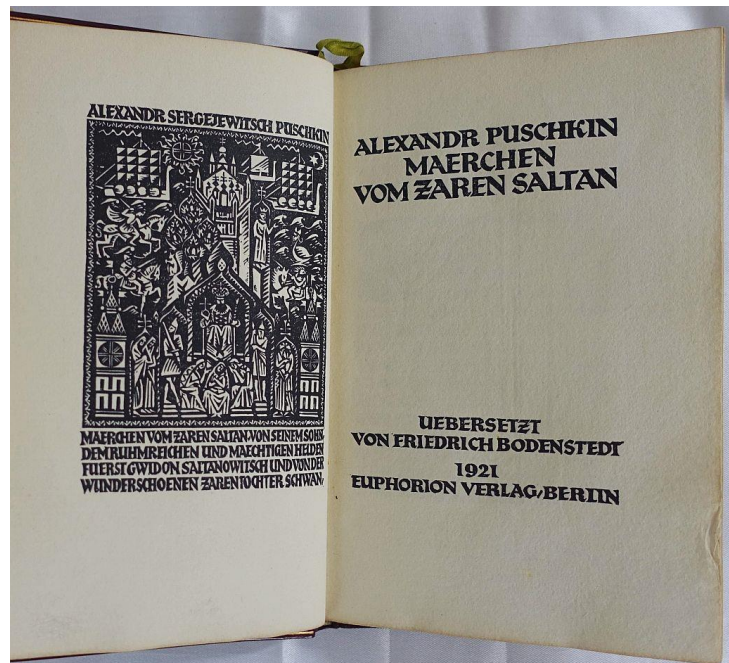 ALEXANDR SERGEJEWITSCH PUSCHKIN
MAERCHEN VOM ZAREN SALTAN·VON SEINEM SOHN
DEM RUHMREICHEN UND MAECHTIGEN HELDEN
FUERST GWIDON SALTANOWITSCH UND VON DER
WUNDERSCHOENEN ZARENTOCHTER SCHWAN/
ALEXANDR PUSCHKIN
MAERCHEN
VOM ZAREN SALTAN
UEBERSETZT
VON FRIEDRICH BODENSTEDT
1921
EUPHORION VERLAG/BERLIN